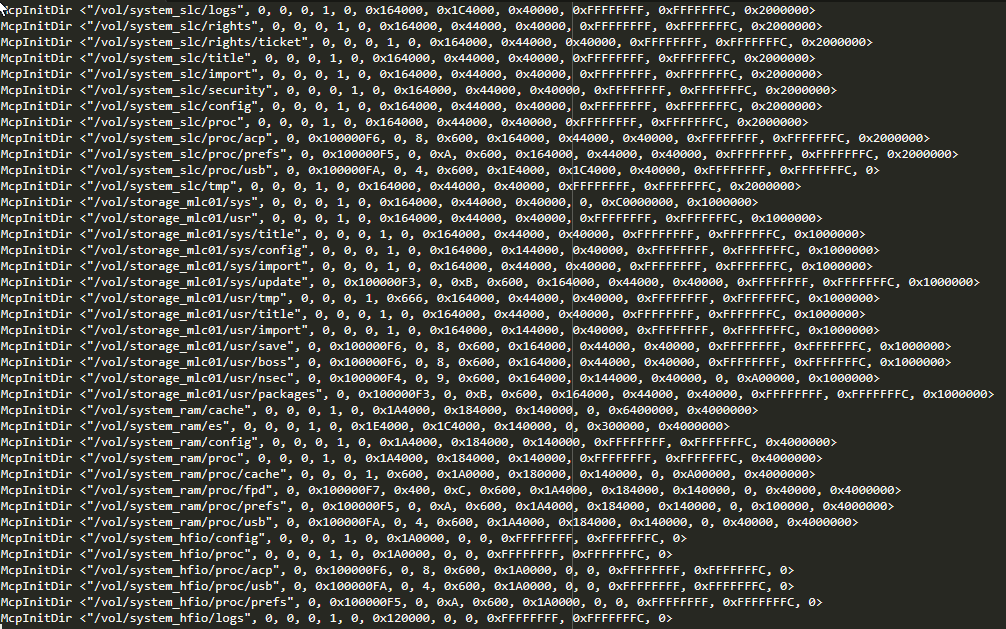 McpInitDir <"/vol/system_slc/logs", 0, 0, 0, 1, 0, 0x164000, 0x1C4000, 0x40000, 0xFFFFFFFF, 0xFFFFFFFC, 0x2000000>
McpInitDir <"/vol/system_slc/rights", 0, 0, 0, 1, 0, 0x164000, 0x44000, 0x40000, 0xFFFFFFFF, 0xFFFFFFFC, 0x2000000>
McpInitDir <"/vol/system_slc/rights/ticket", 0, 0, 0, 1, 0, 0x164000, 0x44000, 0x40000, 0xFFFFFFFF, 0xFFFFFFFC, 0x2000000>
McpInitDir <"/vol/system_slc/title", 0, 0, 0, 1, 0, 0x164000, 0x44000, 0x40000, 0xFFFFFFFF, 0xFFFFFFFC, 0x2000000>
McpInitDir <"/vol/system_slc/import", 0, 0, 0, 1, 0, 0x164000, 0x44000, 0x40000, 0xFFFFFFFF, 0xFFFFFFFC, 0x2000000>
McpInitDir <"/vol/system_slc/security", 0, 0, 0, 1, 0, 0x164000, 0x44000, 0x40000, 0xFFFFFFFF, 0xFFFFFFFC, 0x2000000>
McpInitDir <"/vol/system_slc/config", 0, 0, 0, 1, 0, 0x164000, 0x44000, 0x40000, 0xFFFFFFFF, 0xFFFFFFFC, 0x2000000>
McpInitDir <"/vol/system_slc/proc", 0, 0, 0, 1, 0, 0x164000, 0x44000, 0x40000, 0xFFFFFFFF, 0xFFFFFFFC, 0x2000000>
McpInitDir <"/vol/system_slc/proc/acp", 0, 0x100000F6, 0, 8, 0x600, 0x164000, 0x44000, 0x40000, 0xFFFFFFFF, 0xFFFFFFFC, 0x2000000>
McpInitDir <"/vol/system_slc/proc/prefs", 0, 0x100000F5, 0, 0xA, 0x600, 0x164000, 0x44000, 0x40000, 0xFFFFFFFF, 0xFFFFFFFC, 0x2000000>
McpInitDir <"/vol/system_slc/proc/usb", 0, 0x100000FA, 0, 4, 0x600, 0x1E4000, 0x1C4000, 0x40000, 0xFFFFFFFF, 0xFFFFFFFC, 0>
McpInitDir <"/vol/system_slc/tmp", 0, 0, 0, 1, 0, 0x164000, 0x44000, 0x40000, 0xFFFFFFFF, 0xFFFFFFFC, 0x2000000>
McpInitDir <"/vol/storage_mlc01/sys", 0, 0, 0, 1, 0, 0x164000, 0x44000, 0x40000, 0, 0xC0000000, 0x1000000>
McpInitDir <"/vol/storage_mlc01/usr", 0, 0, 0, 1, 0, 0x164000, 0x44000, 0x40000, 0xFFFFFFFF, 0xFFFFFFFC, 0x1000000>
McpInitDir <"/vol/storage_mlc01/sys/title", 0, 0, 0, 1, 0, 0x164000, 0x44000, 0x40000, 0xFFFFFFFF, 0xFFFFFFFC, 0x1000000>
McpInitDir <"/vol/storage_mlc01/sys/config", 0, 0, 0, 1, 0, 0x164000, 0x144000, 0x40000, 0xFFFFFFFF, 0xFFFFFFFC, 0x1000000>
McpInitDir <"/vol/storage_mlc01/sys/import", 0, 0, 0, 1, 0, 0x164000, 0x44000, 0x40000, 0xFFFFFFFF, 0xFFFFFFFC, 0x1000000>
McpInitDir <"/vol/storage_mlc01/sys/update", 0, 0x100000F3, 0, 0xB, 0x600, 0x164000, 0x44000, 0x40000, 0xFFFFFFFF, 0xFFFFFFFC, 0x1000000>
McpInitDir <"/vol/storage_mlc01/usr/tmp", 0, 0, 0, 1, 0x666, 0x164000, 0x44000, 0x40000, 0xFFFFFFFF, 0xFFFFFFFC, 0x1000000>
McpInitDir <"/vol/storage_mlc01/usr/title", 0, 0, 0, 1, 0, 0x164000, 0x44000, 0x40000, 0xFFFFFFFF, 0xFFFFFFFC, 0x1000000>
McpInitDir <"/vol/storage_mlc01/usr/import", 0, 0, 0, 1, 0, 0x164000, 0x144000, 0x40000, 0xFFFFFFFF, 0xFFFFFFFC, 0x1000000>
McpInitDir <"/vol/storage_mlc01/usr/save", 0, 0x100000F6, 0, 8, 0x600, 0x164000, 0x44000, 0x40000, 0xFFFFFFFF, 0xFFFFFFFC, 0x1000000>
McpInitDir <"/vol/storage_mlc01/usr/boss", 0, 0x100000F6, 0, 8, 0x600, 0x164000, 0x44000, 0x40000, 0xFFFFFFFF, 0xFFFFFFFC, 0x1000000>
McpInitDir <"/vol/storage_mlc01/usr/nsec", 0, 0x100000F4, 0, 9, 0x600, 0x164000, 0x144000, 0x40000, 0, 0xA00000, 0x1000000>
McpInitDir <"/vol/storage_mlc01/usr/packages", 0, 0x100000F3, 0, 0xB, 0x600, 0x164000, 0x44000, 0x40000, 0xFFFFFFFF, 0xFFFFFFFC, 0x1000000>
McpInitDir <"/vol/system_ram/cache", 0, 0, 0, 1, 0, 0x1A4000, 0x184000, 0x140000, 0, 0x6400000, 0x4000000>
McpInitDir <"/vol/system_ram/es", 0, 0, 0, 1, 0, 0x1E4000, 0x1C4000, 0x140000, 0, 0x300000, 0x4000000>
McpInitDir <"/vol/system_ram/config", 0, 0, 0, 1, 0, 0x1A4000, 0x184000, 0x140000, 0xFFFFFFFF, 0xFFFFFFFC, 0x4000000>
McpInitDir <"/vol/system_ram/proc", 0, 0, 0, 1, 0, 0x1A4000, 0x184000, 0x140000, 0xFFFFFFFF, 0xFFFFFFFC, 0x4000000>
McpInitDir <"/vol/system_ram/proc/cache", 0, 0, 0, 1, 0x600, 0x1A0000, 0x180000, 0x140000, 0, 0xA00000, 0x4000000>
McpInitDir <"/vol/system_ram/proc/fpd", 0, 0x100000F7, 0x400, 0xC, 0x600, 0x1A4000, 0x184000, 0x140000, 0, 0x40000, 0x4000000>
McpInitDir <"/vol/system_ram/proc/prefs", 0, 0x100000F5, 0, 0xA, 0x600, 0x1A4000, 0x184000, 0x140000, 0, 0x100000, 0x4000000>
McpInitDir <"/vol/system_ram/proc/usb", 0, 0x100000FA, 0, 4, 0x600, 0x1A4000, 0x184000, 0x140000, 0, 0x40000, 0x4000000>
McpInitDir <"/vol/system_hfio/config", 0, 0, 0, 1, 0, 0x1A0000, 0, 0, 0xFFFFFFFF, 0xFFFFFFFC, 0>
McpInitDir <"/vol/system_hfio/proc", 0, 0, 0, 1, 0, 0x1A0000, 0, 0, 0xFFFFFFFF, 0xFFFFFFFC, 0>
McpInitDir <"/vol/system_hfio/proc/acp", 0, 0x100000F6, 0, 8, 0x600, 0x1A0000, 0, 0, 0xFFFFFFFF, 0xFFFFFFFC, 0>
McpInitDir <"/vol/system_hfio/proc/usb", 0, 0x100000FA, 0, 4, 0x600, 0x1A0000, 0, 0, 0xFFFFFFFF, 0xFFFFFFFC, 0>
McpInitDir <"/vol/system_hfio/proc/prefs", 0, 0x100000F5, 0, 0xA, 0x600, 0x1A0000, 0, 0, 0xFFFFFFFF, 0xFFFFFFFC, 0>
McpInitDir <"/vol/system_hfio/logs", 0, 0, 0, 1, 0, 0x120000, 0, 0, 0xFFFFFFFF, 0xFFFFFFFC, 0>